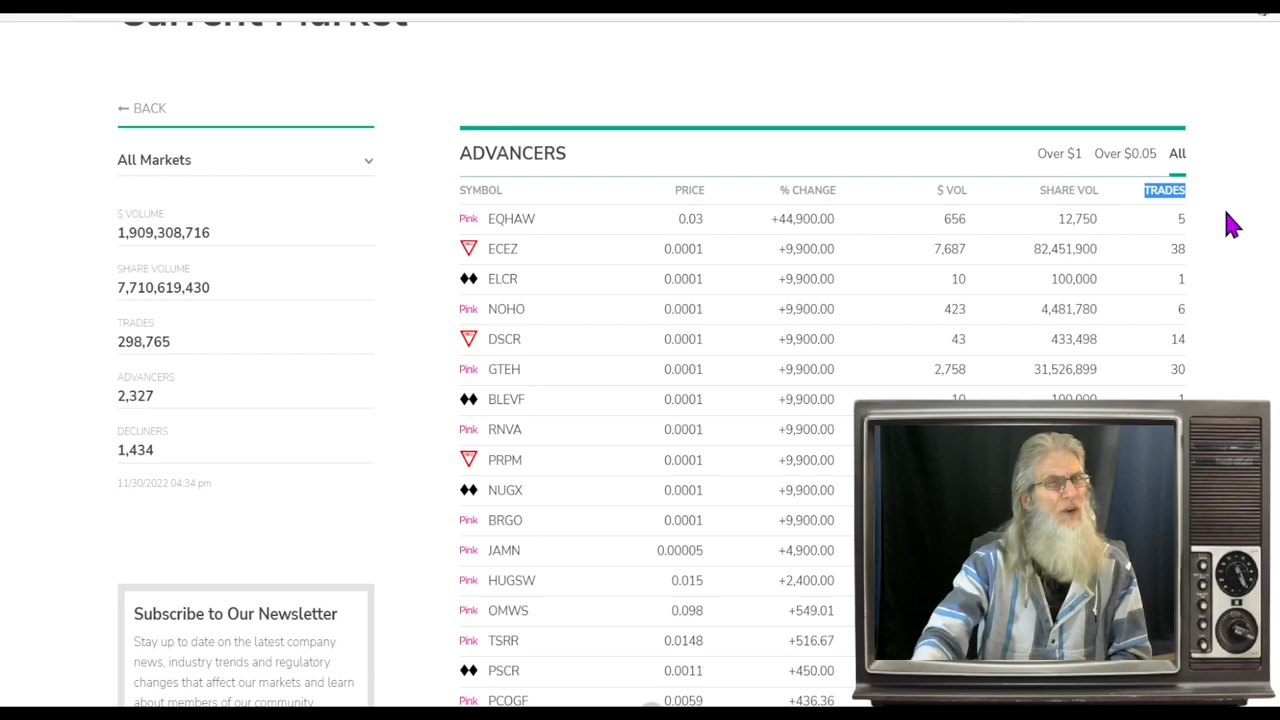 Current Market
← BACK
All Markets
$ VOLUME
1,909,308,716
SHARE VOLUME
7,710,619,430
TRADES
298,765
ADVANCERS
2,327
DECLINERS
1,434
11/30/2022 04:34 pm
Subscribe to Our Newsletter
Stay up to date on the latest company
news, industry trends and regulatory
changes that affect our markets and learn
about members of our community.
ADVANCERS Over $1 Over $0.05 All
SYMBOL PRICE % CHANGE $ VOL SHARE VOL TRADES
Pink EQHAW 0.03 +44,900.00 656 12,750 5
ECEZ 0.0001 +9,900.00 7,687 82,451,900 38
ELCR 0.0001 +9,900.00 10 100,000 1
Pink NOHO 0.0001 +9,900.00 423 4,481,780 6
DSCR 0.0001 +9,900.00 43 433,498 14
Pink GTEH 0.0001 +9,900.00 2,758 31,526,899 30
BLEVF 0.0001 +9,900.00 10 100,000 1
Pink RNVA 0.0001 +9,900.00
PRPM 0.0001 +9,900.00
NUGX 0.0001 +9,900.00
Pink BRGO 0.0001 +9,900.00
Pink JAMN 0.00005 +4,900.00
Pink HUGSW 0.015 +2,400.00
Pink OMWS 0.098 +549.01
Pink TSRR 0.0148 +516.67
PSCR 0.0011 +450.00
Pink PCOGF 0.0059 +436.36